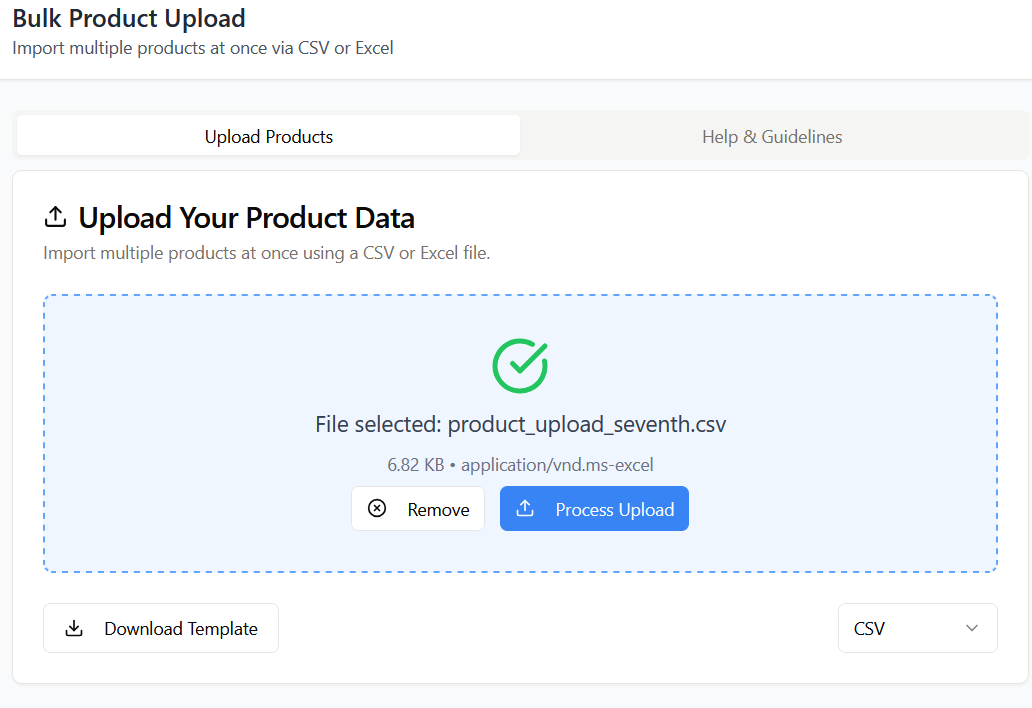 Bulk Product Upload
Import multiple products at once via CSV or Excel
Upload Products
Help & Guidelines
Upload Your Product Data
Import multiple products at once using a CSV or Excel file.
File selected: product_upload_seventh.csv
6.82 KB • application/vnd.ms-excel
Remove
Process Upload
Download Template
CSV